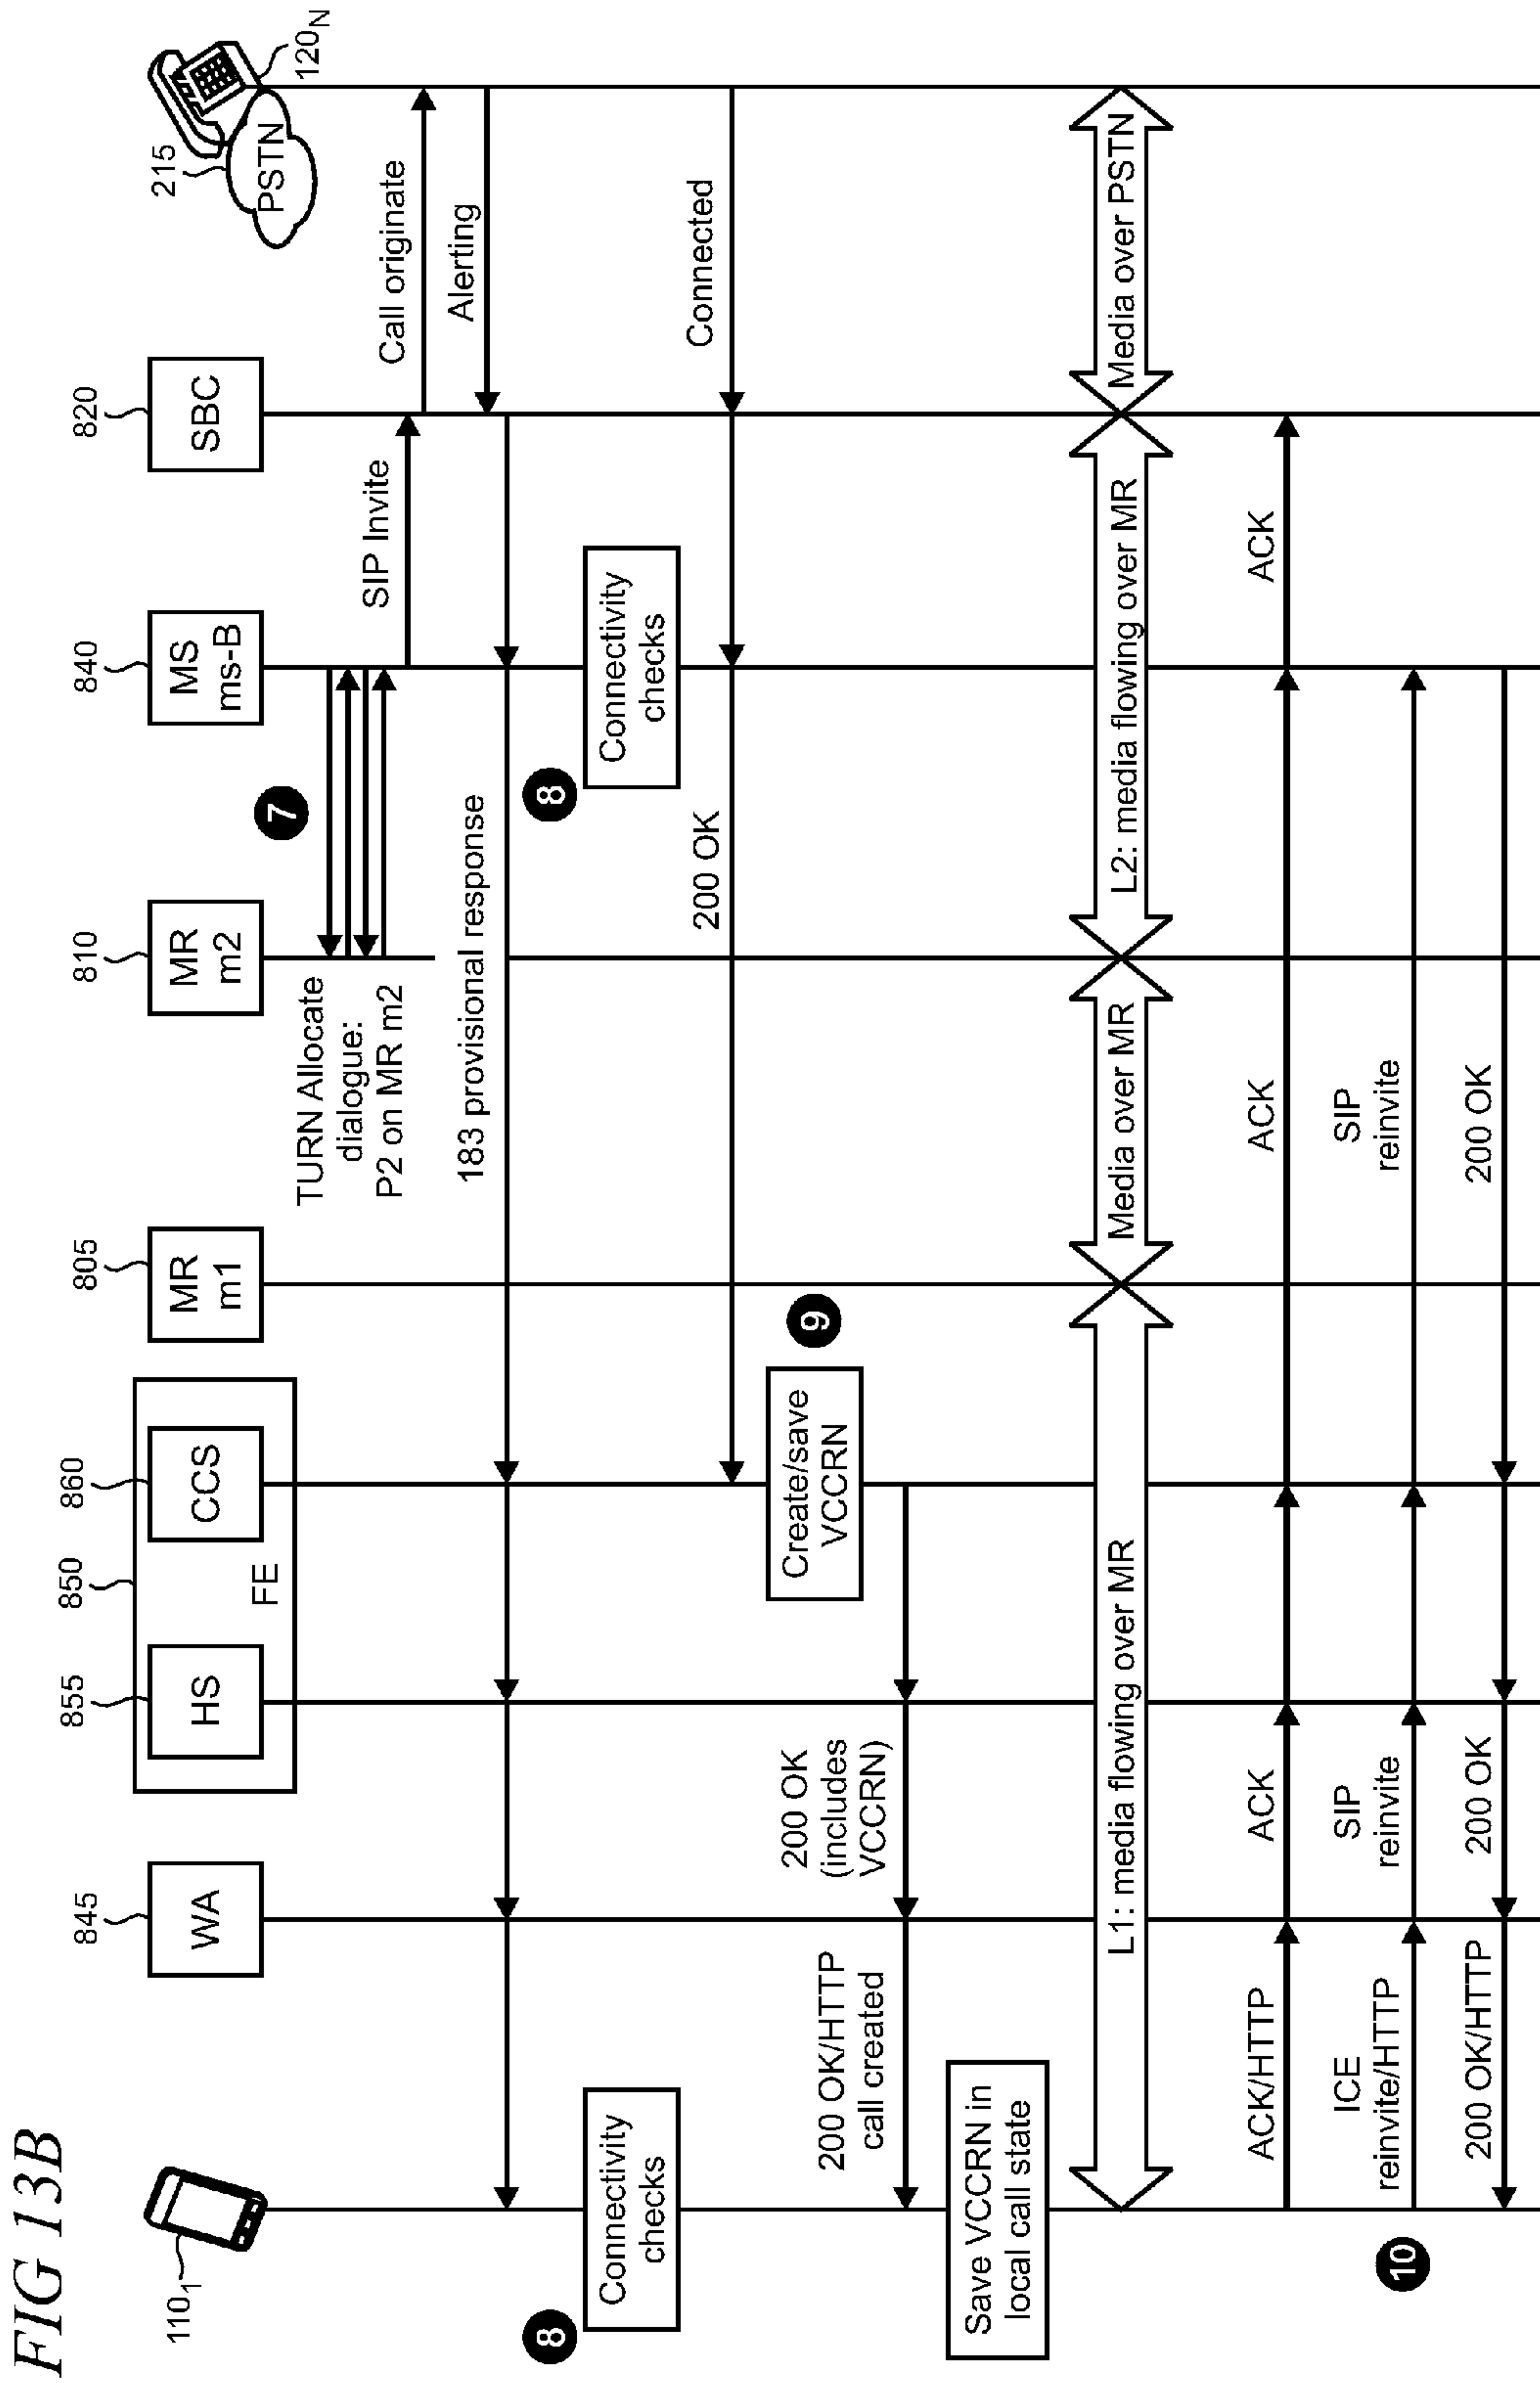 FIG 13B
110₁
845
WA
855
HS
850
FE
860
CCS
805
MR
m1
810
MR
m2
840
MS
ms-B
820
SBC
215
PSTN
120N
7
TURN Allocate
dialogue:
P2 on MR m2
SIP Invite
Call originate
Alerting
183 provisional response
8
Connectivity
checks
8
Connectivity
checks
200 OK
Connected
9
Create/save
VCCRN
200 OK/HTTP
call created
200 OK
(includes
VCCRN)
Save VCCRN in
local call state
L1: media flowing over MR
Media over MR
L2: media flowing over MR
Media over PSTN
ACK/HTTP
ACK
ACK
ACK
10
ICE
reinvite/HTTP
SIP
reinvite
SIP
reinvite
200 OK/HTTP
200 OK
200 OK